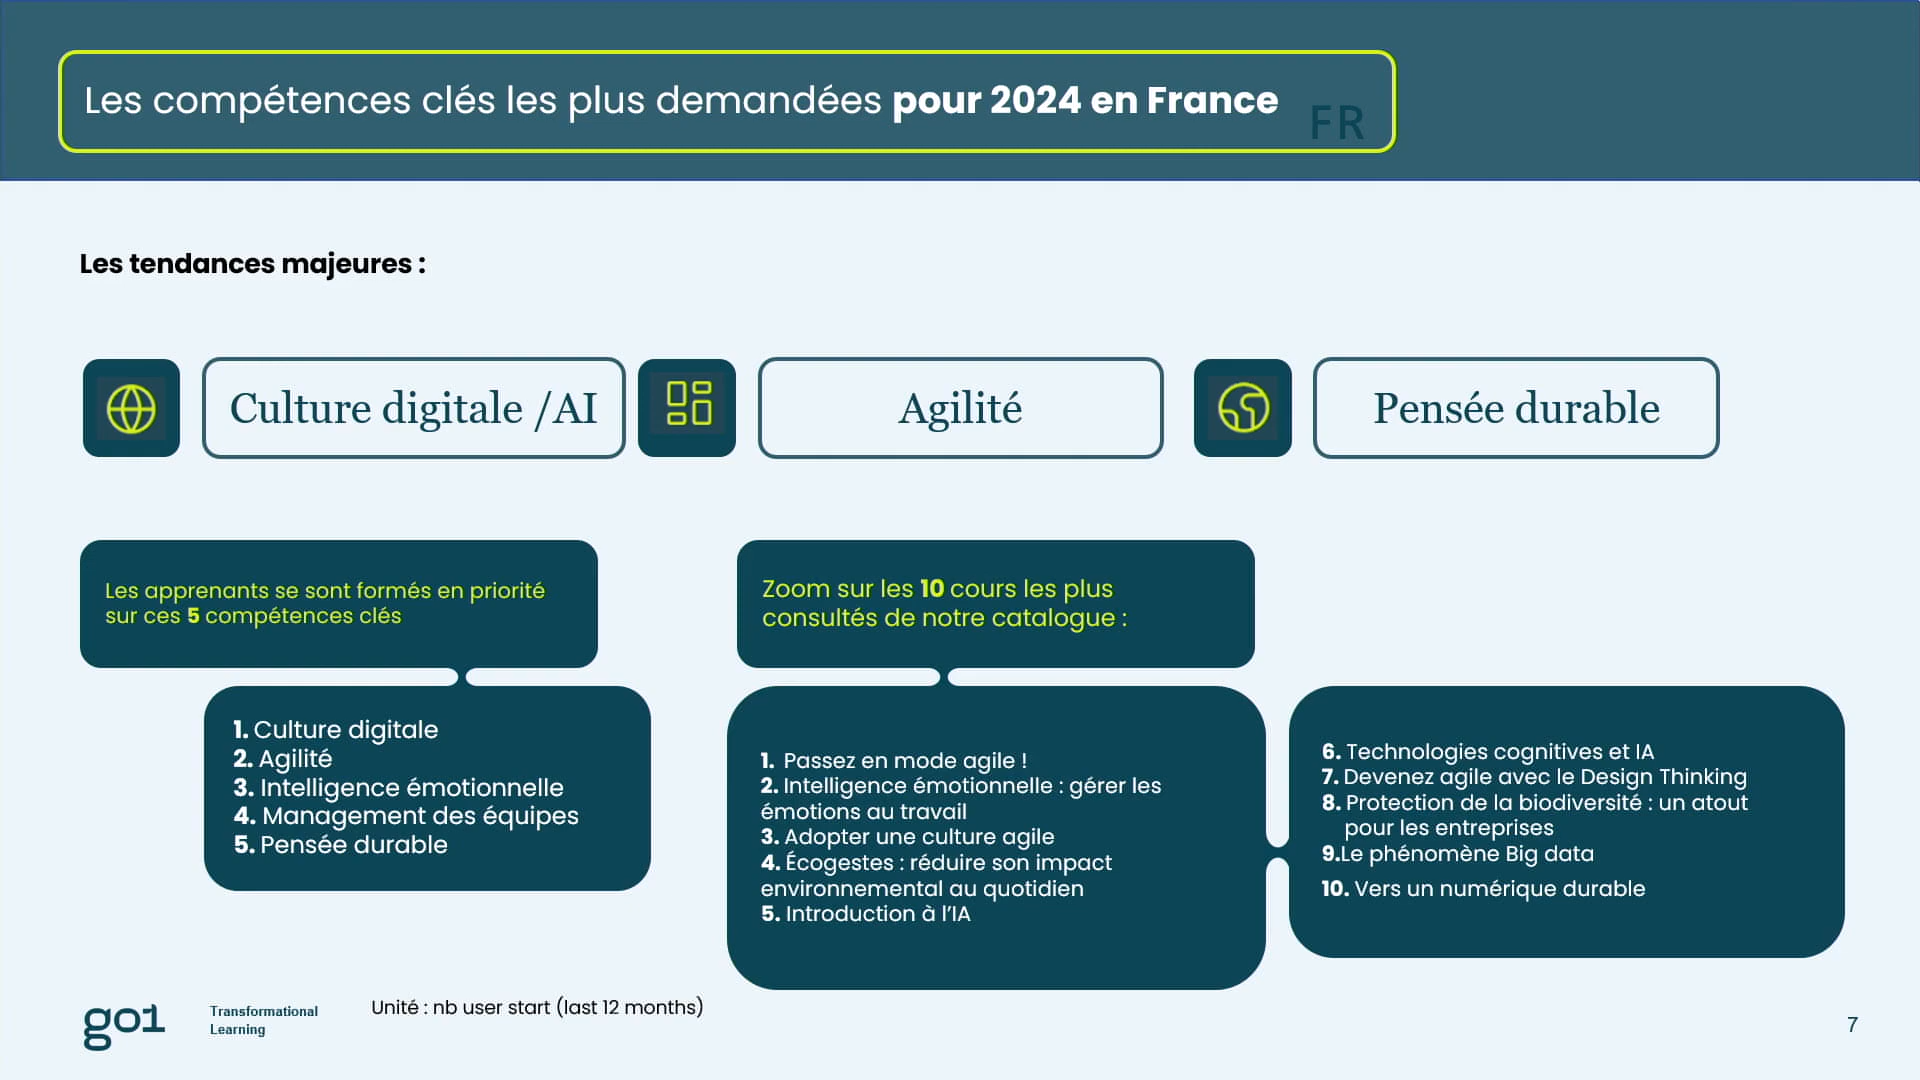 Les compétences clés les plus demandées pour 2024 en France
FR
Les tendances majeures :
Culture digitale /AI
Agilité
Pensée durable
Les apprenants se sont formés en priorité
sur ces 5 compétences clés
1. Culture digitale
2. Agilité
3. Intelligence émotionnelle
4. Management des équipes
5. Pensée durable
Zoom sur les 10 cours les plus
consultés de notre catalogue :
1. Passez en mode agile !
2. Intelligence émotionnelle : gérer les
émotions au travail
3. Adopter une culture agile
4. Écogestes : réduire son impact
environnemental au quotidien
5. Introduction à l’IA
6. Technologies cognitives et IA
7. Devenez agile avec le Design Thinking
8. Protection de la biodiversité : un atout
pour les entreprises
9.Le phénomène Big data
10. Vers un numérique durable
go1
Transformational
Learning
Unité : nb user start (last 12 months)
7